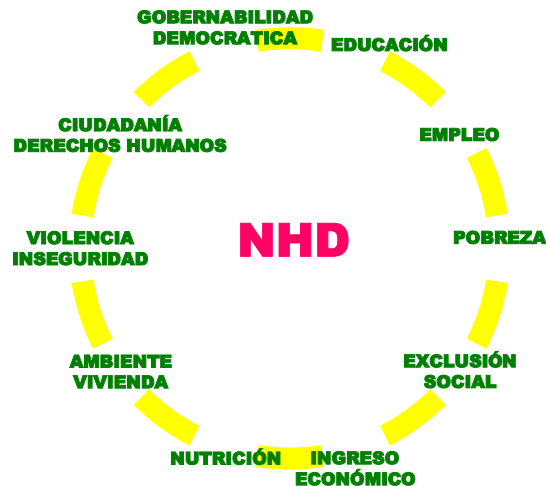 GOBERNABILIDAD
DEMOCRATICA
EDUCACIÓN
CIUDADANÍA
DERECHOS HUMANOS
EMPLEO
VIOLENCIA
INSEGURIDAD
NHD
POBREZA
AMBIENTE
VIVIENDA
EXCLUSIÓN
SOCIAL
NUTRICIÓN
INGRESO
ECONÓMICO